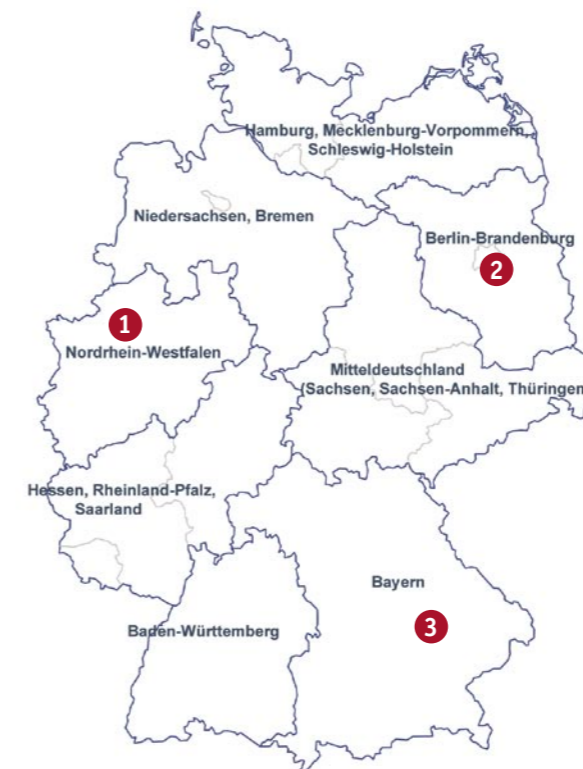 Hamburg, Mecklenburg-Vorpommern,
Schleswig-Holstein
Niedersachsen, Bremen
Berlin-Brandenburg
2
1
Nordrhein-Westfalen
Mitteldeutschland
(Sachsen, Sachsen-Anhalt, Thüringen
Hessen, Rheinland-Pfalz,
Saarland
Bayern
Baden-Württemberg
3